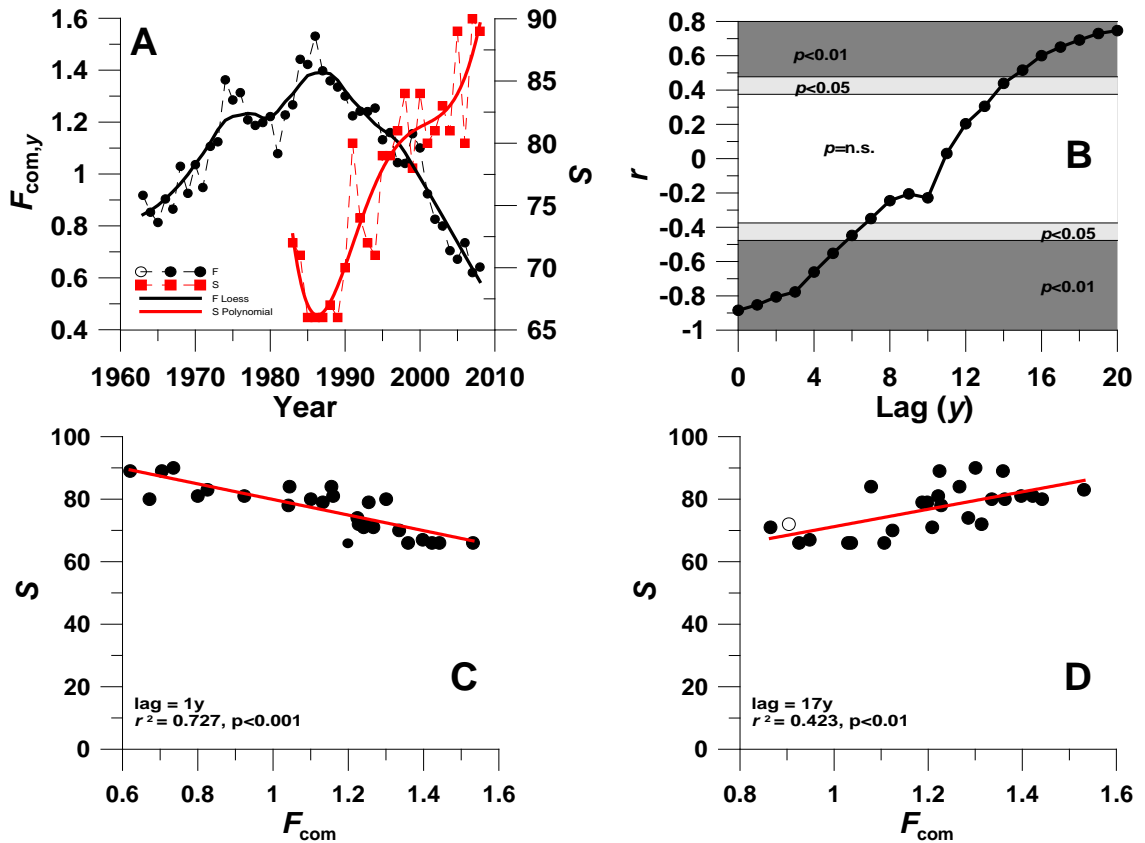 A
1.6
1.4
1.2
1
0.8
0.6
0.4
F com,y
90
85
80
75
70
65
S
F
S
F Loess
S Polynomial
1960 1970 1980 1990 2000 2010
Year
B
0.8
0.6
0.4
0.2
0
-0.2
-0.4
-0.6
-0.8
-1
r
p<0.01
p<0.05
p=n.s.
p<0.05
p<0.01
0 4 8 12 16 20
Lag (y)
100
80
60
40
20
0
S
C
lag = 1y
r ² = 0.727, p<0.001
0.6 0.8 1 1.2 1.4 1.6
F com
100
80
60
40
20
0
S
D
lag = 17y
r ² = 0.423, p<0.01
0.8 1 1.2 1.4 1.6
F com